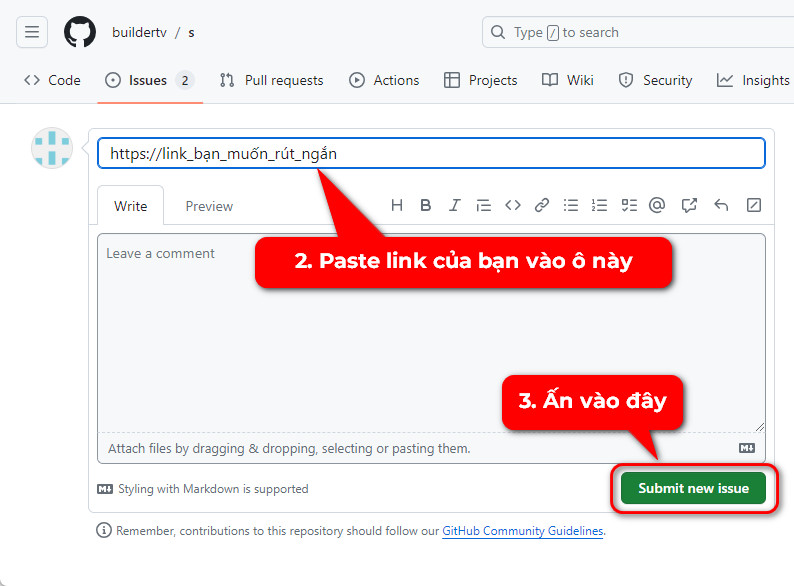 buildertv / s
Type / to search
Code Issues 2 Pull requests Actions Projects Wiki Security Insights
https://link_bạn_muốn_rút_ngắn
Write Preview
Leave a comment
2. Paste link của bạn vào ô này
3. Ấn vào đây
Attach files by dragging & dropping, selecting or pasting them.
Styling with Markdown is supported
Submit new issue
Remember, contributions to this repository should follow our GitHub Community Guidelines.